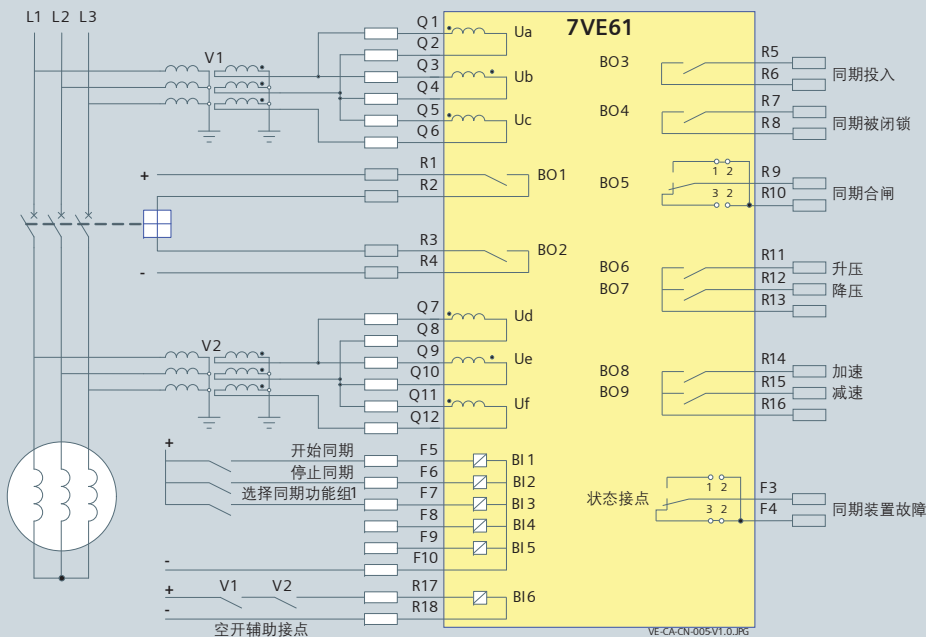 L1 L2 L3
7VE61
V1
Q1
Q2
Q3
Q4
Q5
Q6
Ua
Ub
Uc
BO3
BO4
BO5
R5
R6
同期投入
R7
R8
同期被闭锁
1 2
3 2
R9
R10
同期合闸
+
-
R1
R2
R3
R4
BO1
BO2
BO6
BO7
R11
升压
R12
降压
R13
V2
Q7
Q8
Q9
Q10
Q11
Q12
Ud
Ue
Uf
BO8
BO9
R14
加速
R15
减速
R16
+
开始同期 F5 BI1
停止同期 F6 BI2
选择同期功能组1 F7 BI3
F8 BI4
F9 BI5
- F10
状态接点
1 2
3 2
F3
F4
同期装置故障
+ V1 V2 R17 BI6
- R18
空开辅助接点
VE-CA-CN-005-V1.0.JPG